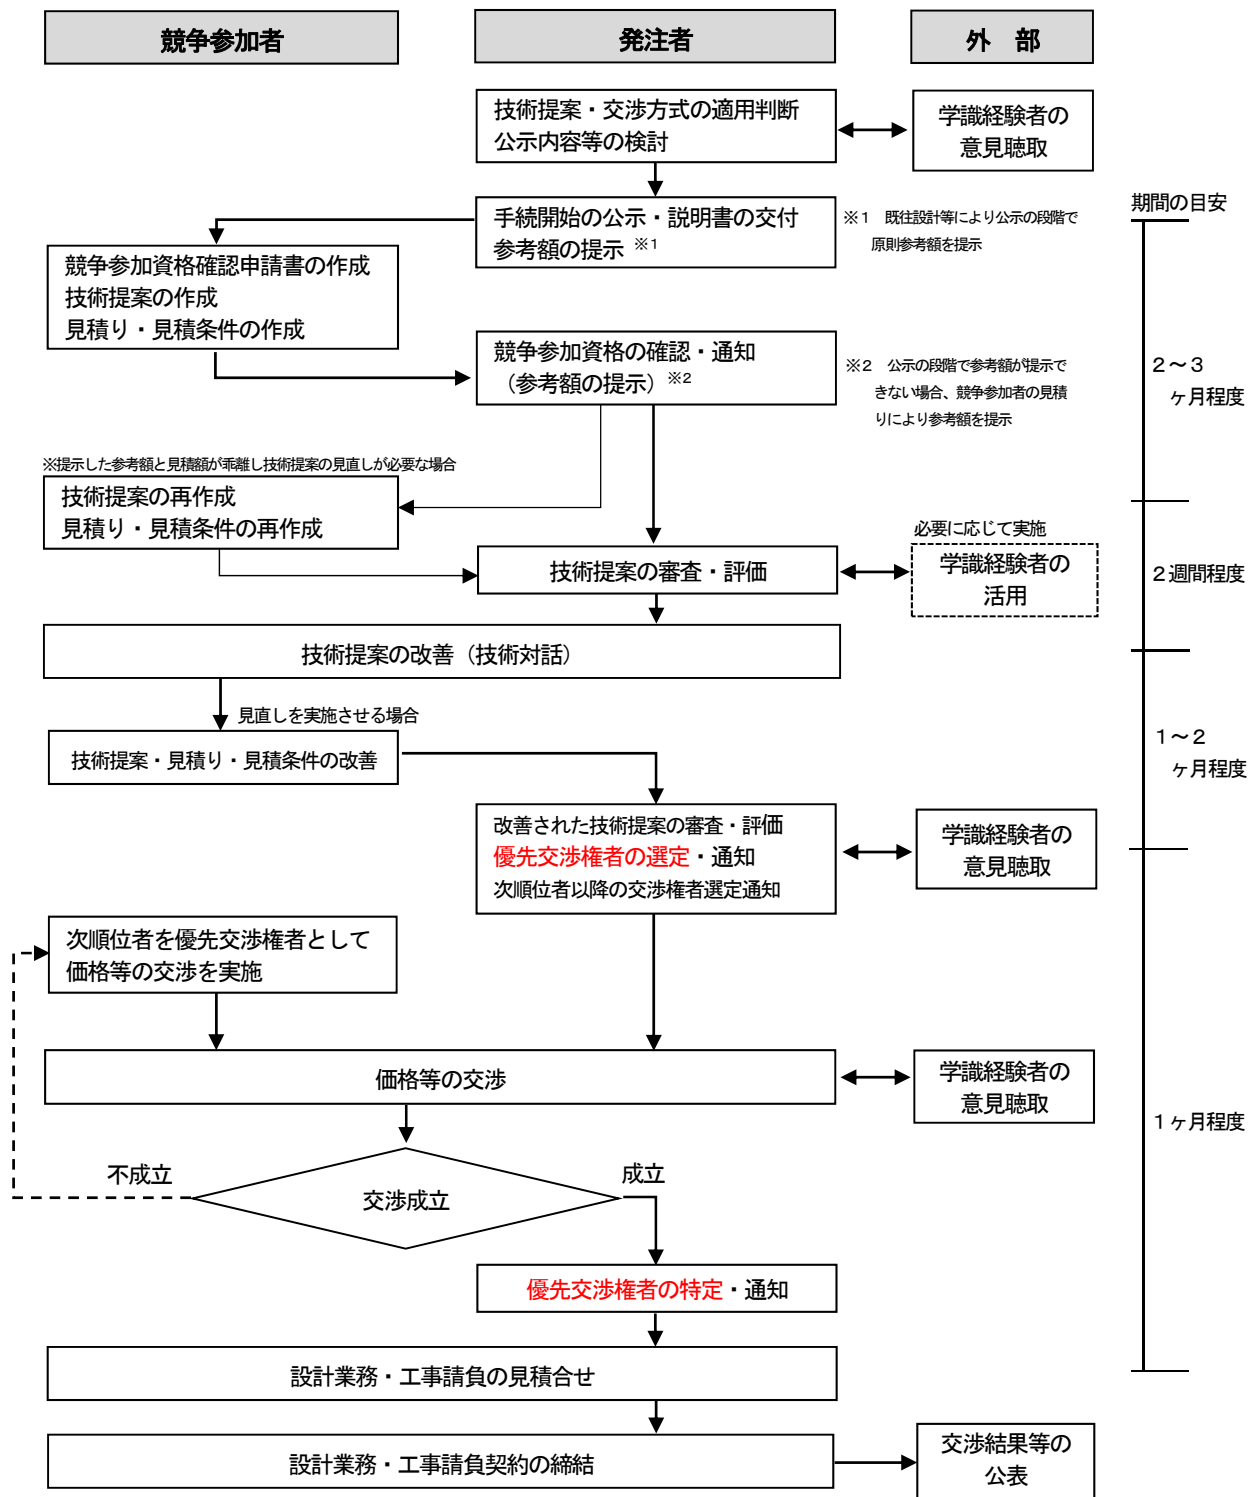 競争参加者
発注者
外　部
技術提案・交渉方式の適用判断
公示内容等の検討
学識経験者の
意見聴取
期間の目安
手続開始の公示・説明書の交付
参考額の提示 ※1
※１　既往設計等により公示の段階で
原則参考額を提示
競争参加資格確認申請書の作成
技術提案の作成
見積り・見積条件の作成
競争参加資格の確認・通知
（参考額の提示）※2
※２　公示の段階で参考額が提示で
きない場合、競争参加者の見積
りにより参考額を提示
２～３
ヶ月程度
※提示した参考額と見積額が乖離し技術提案の見直しが必要な場合
技術提案の再作成
見積り・見積条件の再作成
必要に応じて実施
技術提案の審査・評価
学識経験者の
活用
２週間程度
技術提案の改善（技術対話）
見直しを実施させる場合
技術提案・見積り・見積条件の改善
１～２
ヶ月程度
改善された技術提案の審査・評価
優先交渉権者の選定・通知
次順位者以降の交渉権者選定通知
学識経験者の
意見聴取
次順位者を優先交渉権者として
価格等の交渉を実施
価格等の交渉
学識経験者の
意見聴取
１ヶ月程度
不成立
成立
交渉成立
優先交渉権者の特定・通知
設計業務・工事請負の見積合せ
設計業務・工事請負契約の締結
交渉結果等の
公表